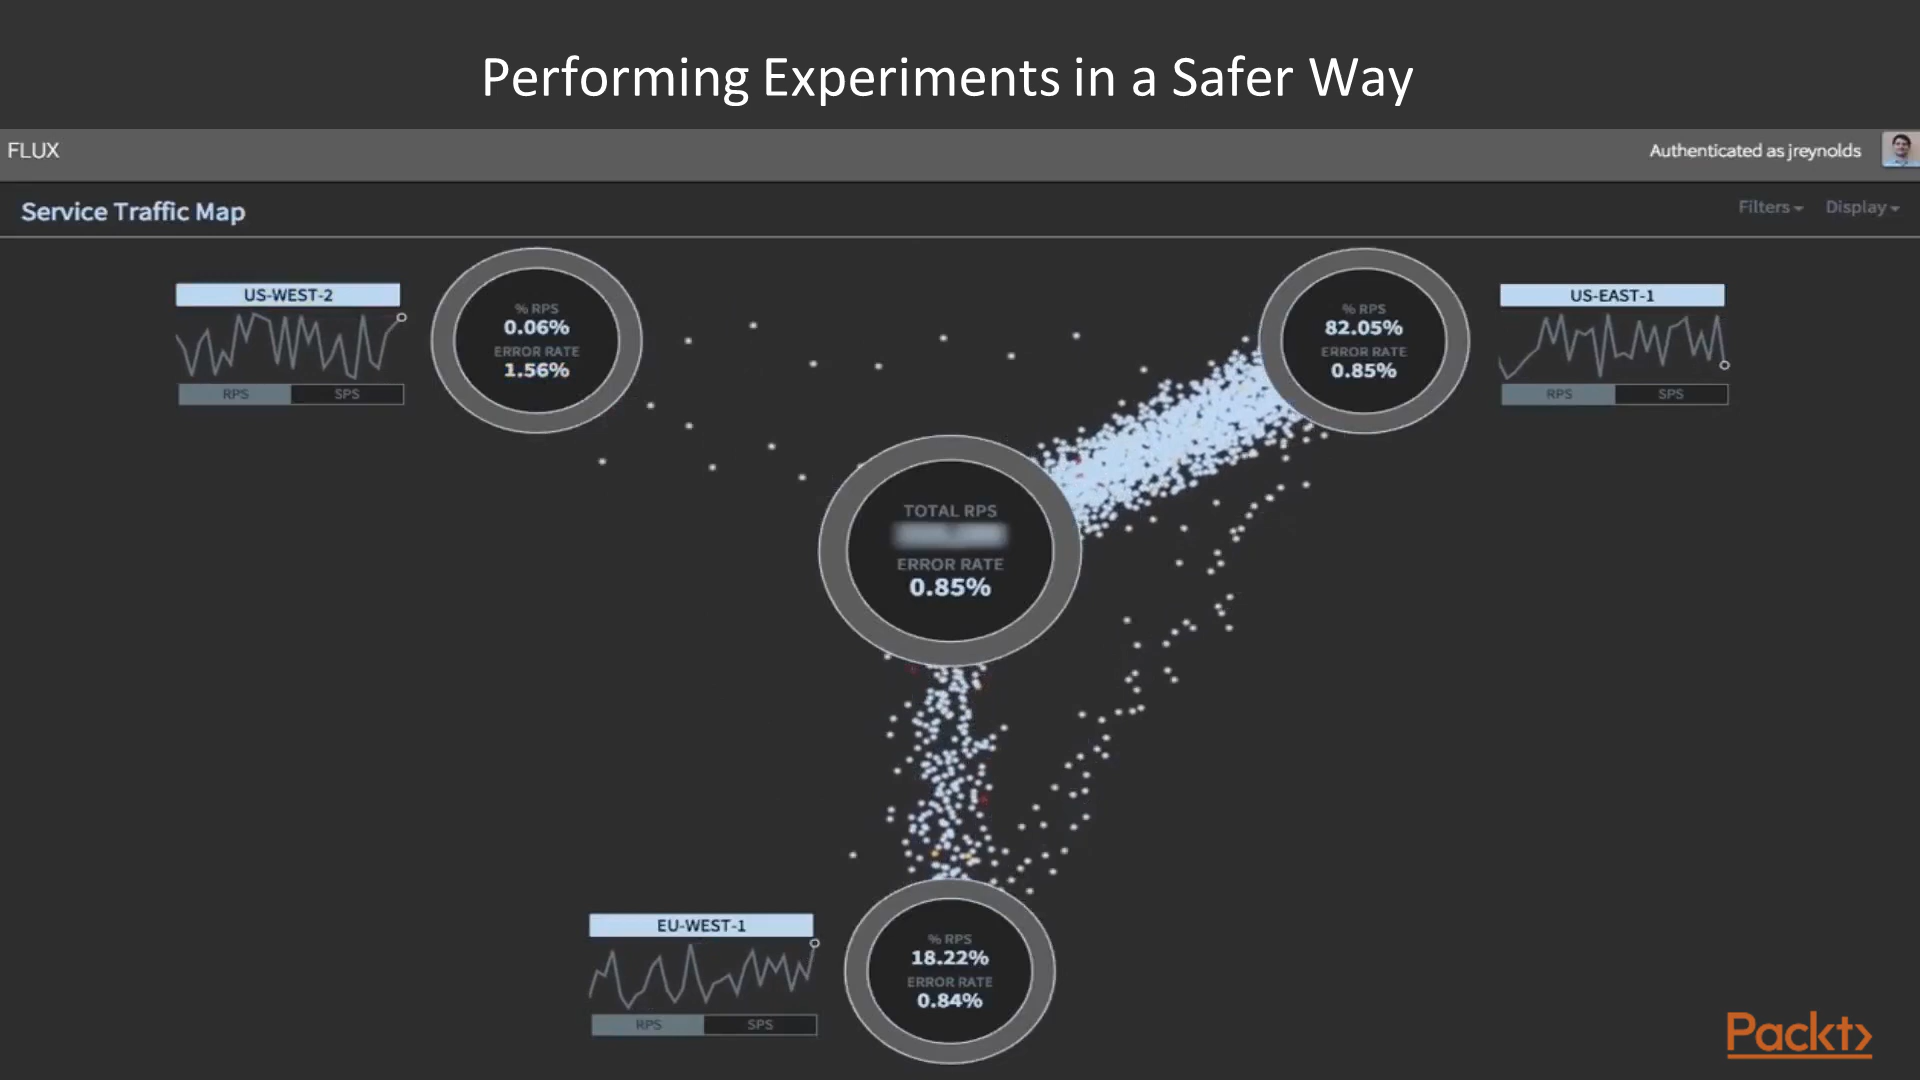 Performing Experiments in a Safer Way
FLUX
Authenticated as jreynolds
Service Traffic Map
Filters
Display
US-WEST-2
RPS
SPS
% RPS
0.06%
ERROR RATE
1.56%
% RPS
82.05%
ERROR RATE
0.85%
US-EAST-1
RPS
SPS
TOTAL RPS
ERROR RATE
0.85%
EU-WEST-1
RPS
SPS
% RPS
18.22%
ERROR RATE
0.84%
Packt>